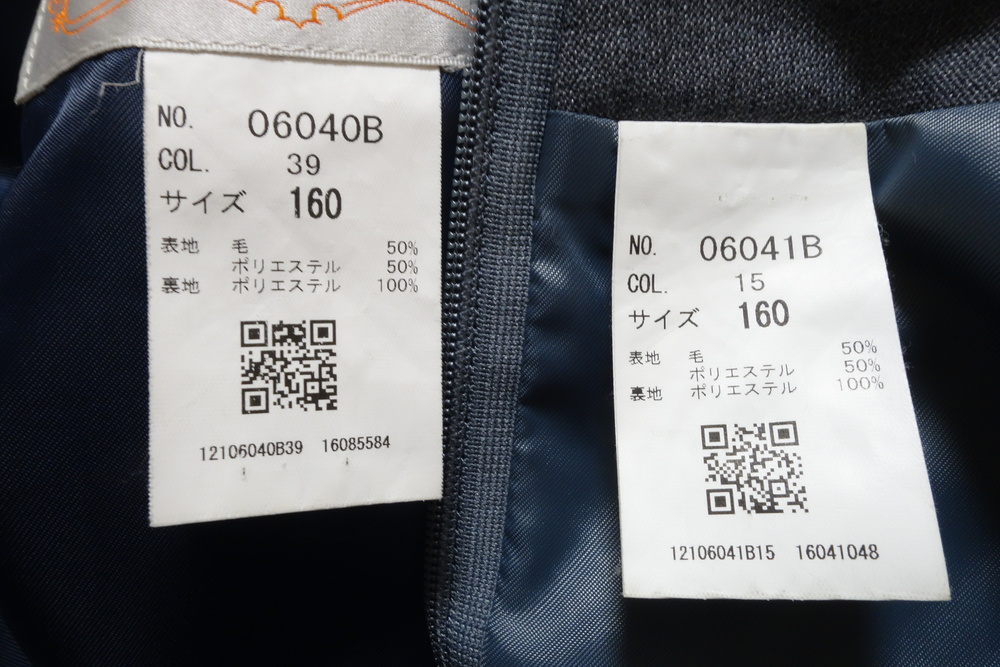 NO. 06040B
COL. 39
サイズ 160
表地 毛 50%
ポリエステル 50%
裏地 ポリエステル 100%
12106040B39 16085584
NO. 06041B
COL. 15
サイズ 160
表地 毛 50%
ポリエステル 50%
裏地 ポリエステル 100%
12106041B15 16041048